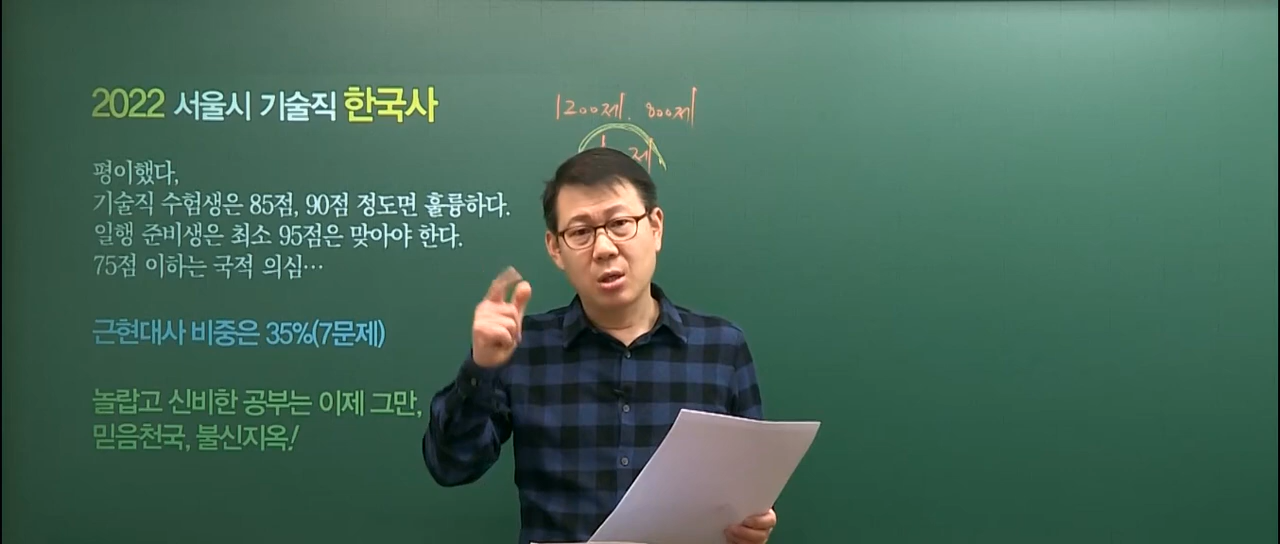 2022 서울시 기술직 한국사
1200제, 800제
제
평이했다,
기술직 수험생은 85점, 90점 정도면 훌륭하다.
일행 준비생은 최소 95점은 맞아야 한다.
75점 이하는 국적 의심…
근현대사 비중은 35%(7문제)
놀랍고 신비한 공부는 이제 그만,
믿음천국, 불신지옥!